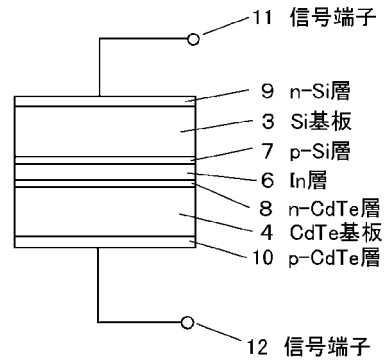 11 信号端子
9 n-Si層
3 Si基板
7 p-Si層
6 In層
8 n-CdTe層
4 CdTe基板
10 p-CdTe層
12 信号端子